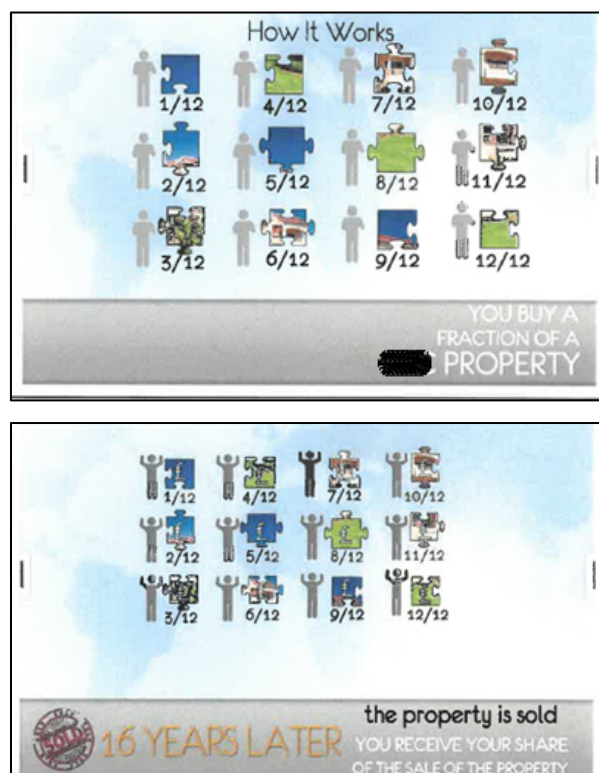 How It Works
1/12 4/12 7/12 10/12
2/12 5/12 8/12 11/12
3/12 6/12 9/12 12/12
YOU BUY A
FRACTION OF A
PROPERTY
£ £ £ £
1/12 4/12 7/12 10/12
£ £ £ £
2/12 5/12 8/12 11/12
£ £ £ £
3/12 6/12 9/12 12/12
SOLD
16 YEARS LATER
the property is sold
YOU RECEIVE YOUR SHARE
OF THE SALE OF THE PROPERTY